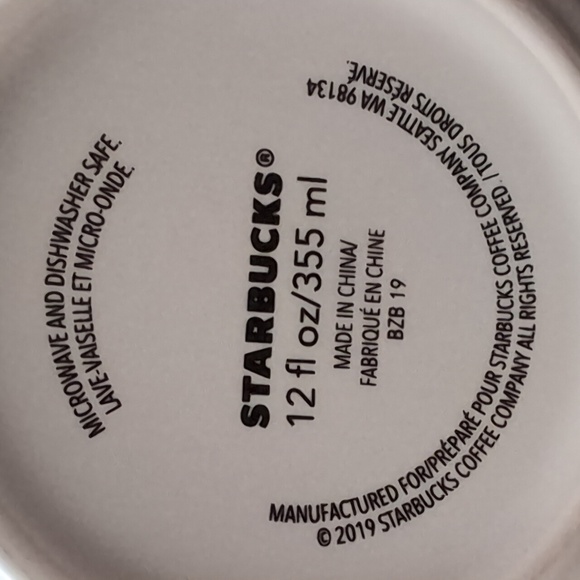 MICROWAVE AND DISHWASHER SAFE.
LAVE-VAISELLE ET MICRO-ONDE.
STARBUCKS®
12 fl oz/355 ml
MADE IN CHINA/
FABRIQUÉ EN CHINE
BZB 19
MANUFACTURED FOR/PRÉPARÉ POUR STARBUCKS COFFEE COMPANY SEATTLE WA 98134
© 2019 STARBUCKS COFFEE COMPANY ALL RIGHTS RESERVED. / TOUS DROITS RÉSERVÉ.